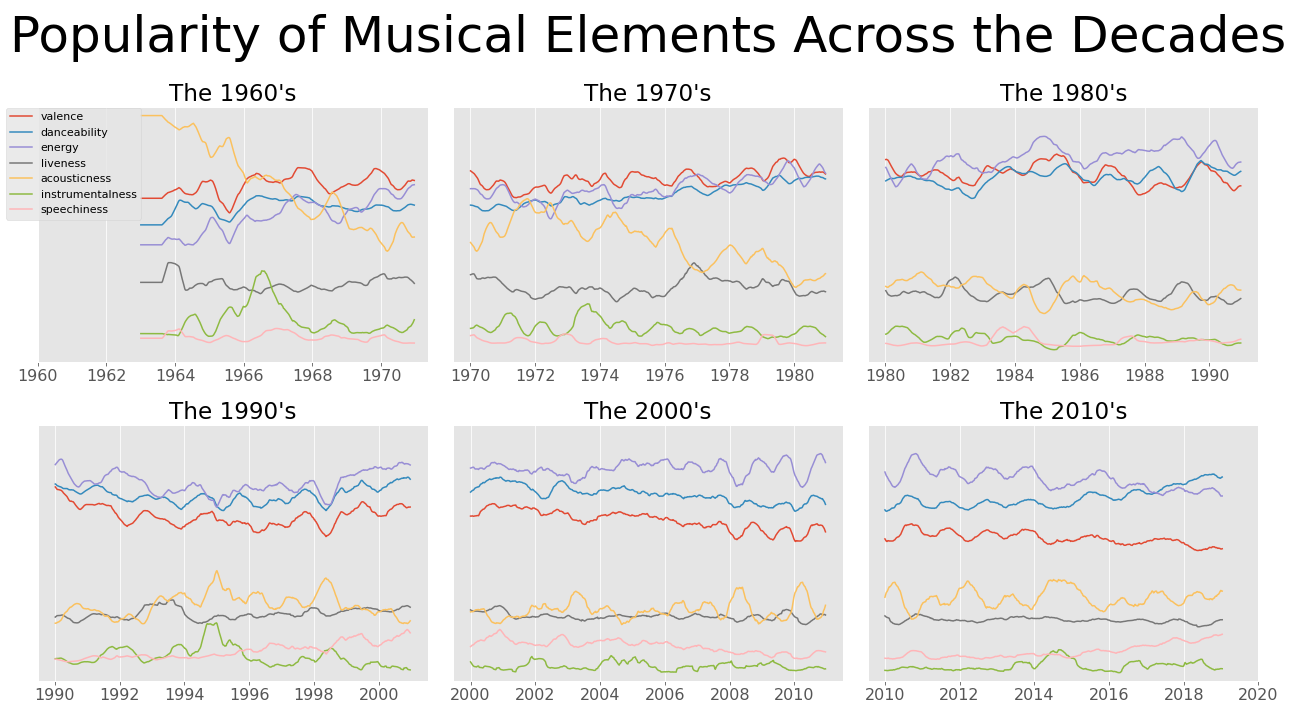 Popularity of Musical Elements Across the Decades
The 1960's
The 1970's
The 1980's
valence
danceability
energy
liveness
acousticness
instrumentalness
speechiness
1960 1962 1964 1966 1968 1970
1970 1972 1974 1976 1978 1980
1980 1982 1984 1986 1988 1990
The 1990's
The 2000's
The 2010's
1990 1992 1994 1996 1998 2000
2000 2002 2004 2006 2008 2010
2010 2012 2014 2016 2018 2020